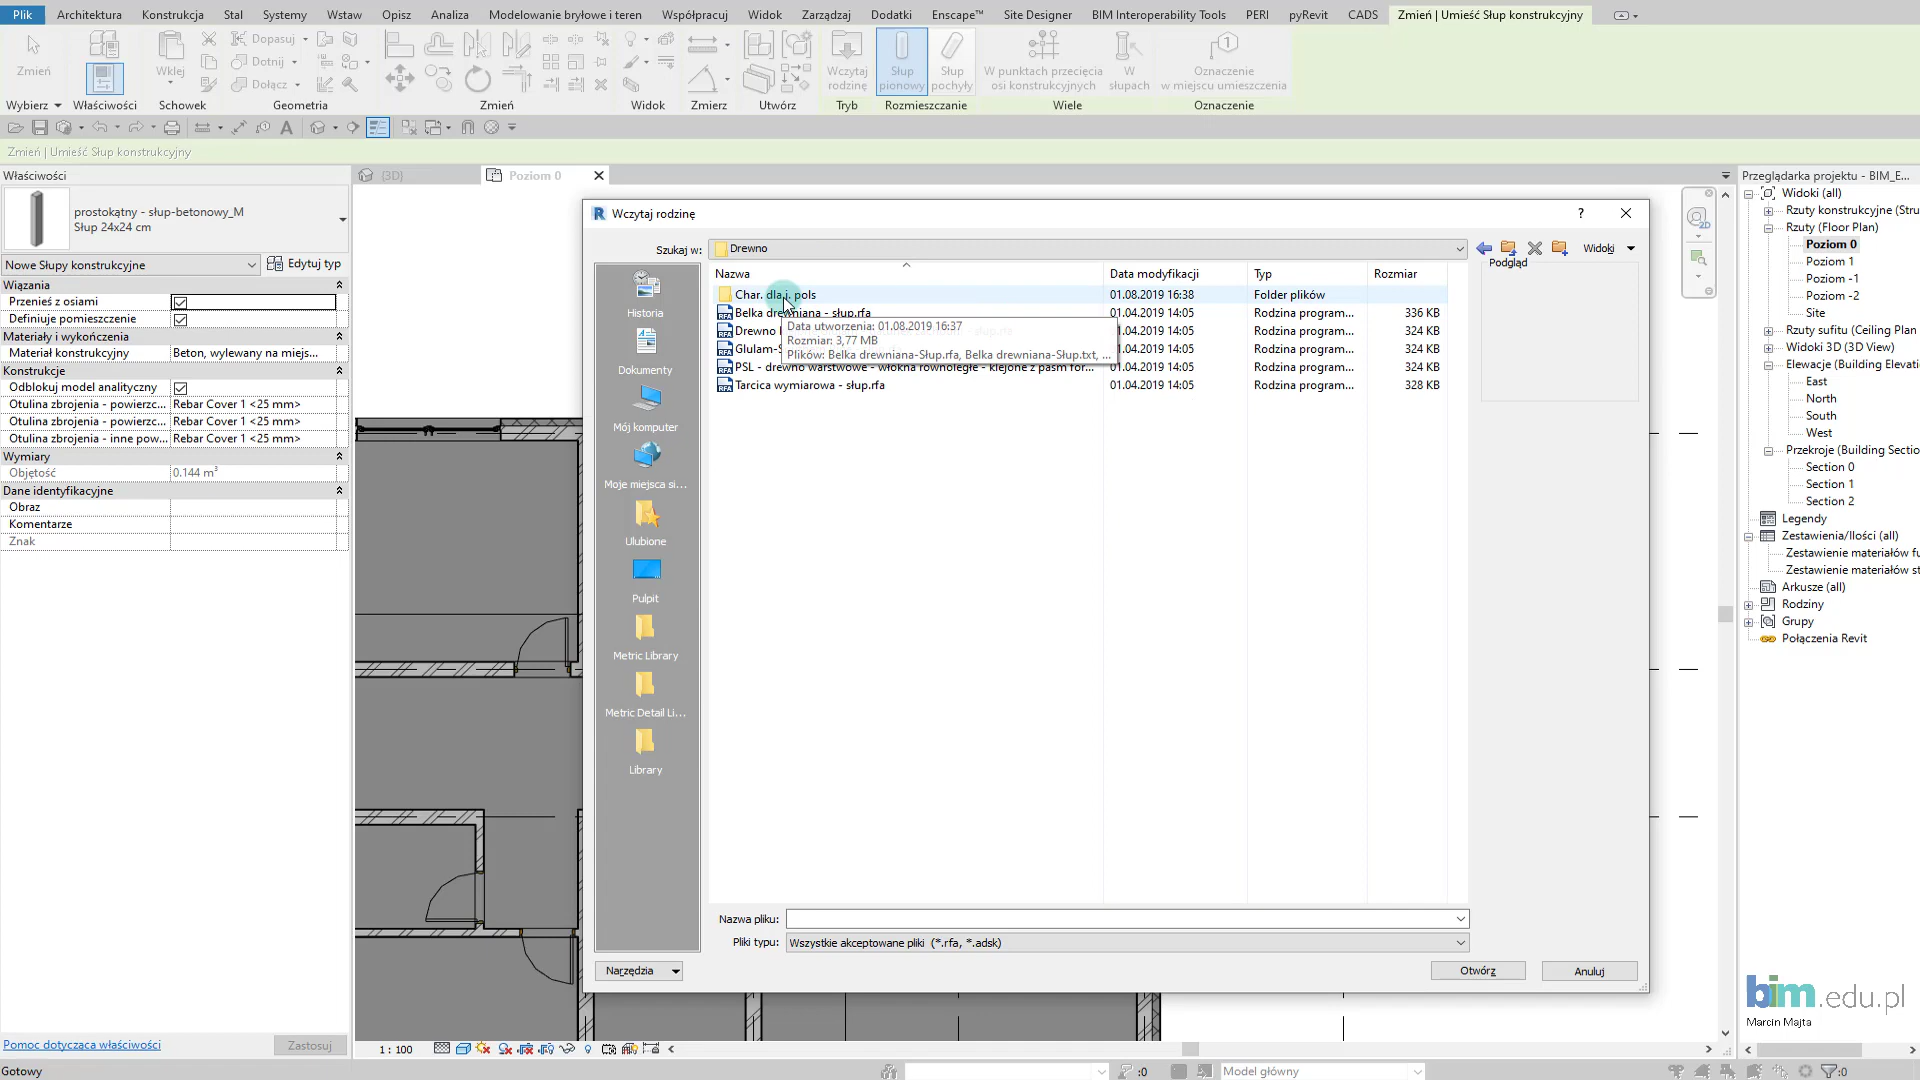 Plik Architektura Konstrukcja Stal Systemy Wstaw Opisz Analiza Modelowanie bryłowe i teren Współpracuj Widok Zarządzaj Dodatki Enscape™ Site Designer BIM Interoperability Tools PERI pyRevit CADS Zmień | Umieść Słup konstrukcyjny
Zmień Wklej Dopasuj Dotnij Dołącz
Wczytaj rodzinę Słup pionowy Słup pochyły W punktach przecięcia osi konstrukcyjnych W słupach Oznaczenie w miejscu umieszczenia
Wybierz Właściwości Schowek Geometria Zmień Widok Zmierz Utwórz Tryb Rozmieszczanie Wiele Oznaczenie
Zmień | Umieść Słup konstrukcyjny
Właściwości
prostokątny - słup-betonowy_M
Słup 24x24 cm
Nowe Słupy konstrukcyjne Edytuj typ
Wiązania
Przenieś z osiami
Definiuje pomieszczenie
Materiały i wykończenia
Materiał konstrukcyjny Beton, wylewany na miejs...
Konstrukcje
Odblokuj model analityczny
Otulina zbrojenia - powierzc... Rebar Cover 1 <25 mm>
Otulina zbrojenia - powierzc... Rebar Cover 1 <25 mm>
Otulina zbrojenia - inne pow... Rebar Cover 1 <25 mm>
Wymiary
Objętość 0.144 m³
Dane identyfikacyjne
Obraz
Komentarze
Znak
Pomoc dotycząca właściwości Zastosuj
Gotowy
{3D} Poziom 0
Wczytaj rodzinę ?
Szukaj w: Drewno Widoki
Podgląd
Historia
Dokumenty
Mój komputer
Moje miejsca si...
Ulubione
Pulpit
Metric Library
Metric Detail Li...
Library
Nazwa Data modyfikacji Typ Rozmiar
Char. dla j. pols 01.08.2019 16:38 Folder plików
Belka drewniana - słup.rfa 01.04.2019 14:05 Rodzina program... 336 KB
Drewno 01.04.2019 14:05 Rodzina program... 324 KB
Glulam-S 01.04.2019 14:05 Rodzina program... 324 KB
PSL - drewno warstwowe - włókna równoległe - klejone z pasm for... 01.04.2019 14:05 Rodzina program... 324 KB
Tarcica wymiarowa - słup.rfa 01.04.2019 14:05 Rodzina program... 328 KB
Data utworzenia: 01.08.2019 16:37
Rozmiar: 3,77 MB
Plików: Belka drewniana-Słup.rfa, Belka drewniana-Słup.txt, ...
Nazwa pliku:
Pliki typu: Wszystkie akceptowane pliki (*.rfa, *.adsk)
Narzędzia Otwórz Anuluj
2D
1 : 100
:0 Model główny :0
Przeglądarka projektu - BIM_E...
Widoki (all)
Rzuty konstrukcyjne (Stru
Rzuty (Floor Plan)
Poziom 0
Poziom 1
Poziom -1
Poziom -2
Site
Rzuty sufitu (Ceiling Plan
Widoki 3D (3D View)
Elewacje (Building Elevati
East
North
South
West
Przekroje (Building Sectio
Section 0
Section 1
Section 2
Legendy
Zestawienia/Ilości (all)
Zestawienie materiałów fu
Zestawienie materiałów st
Arkusze (all)
Rodziny
Grupy
Połączenia Revit
bim.edu.pl
Marcin Majta